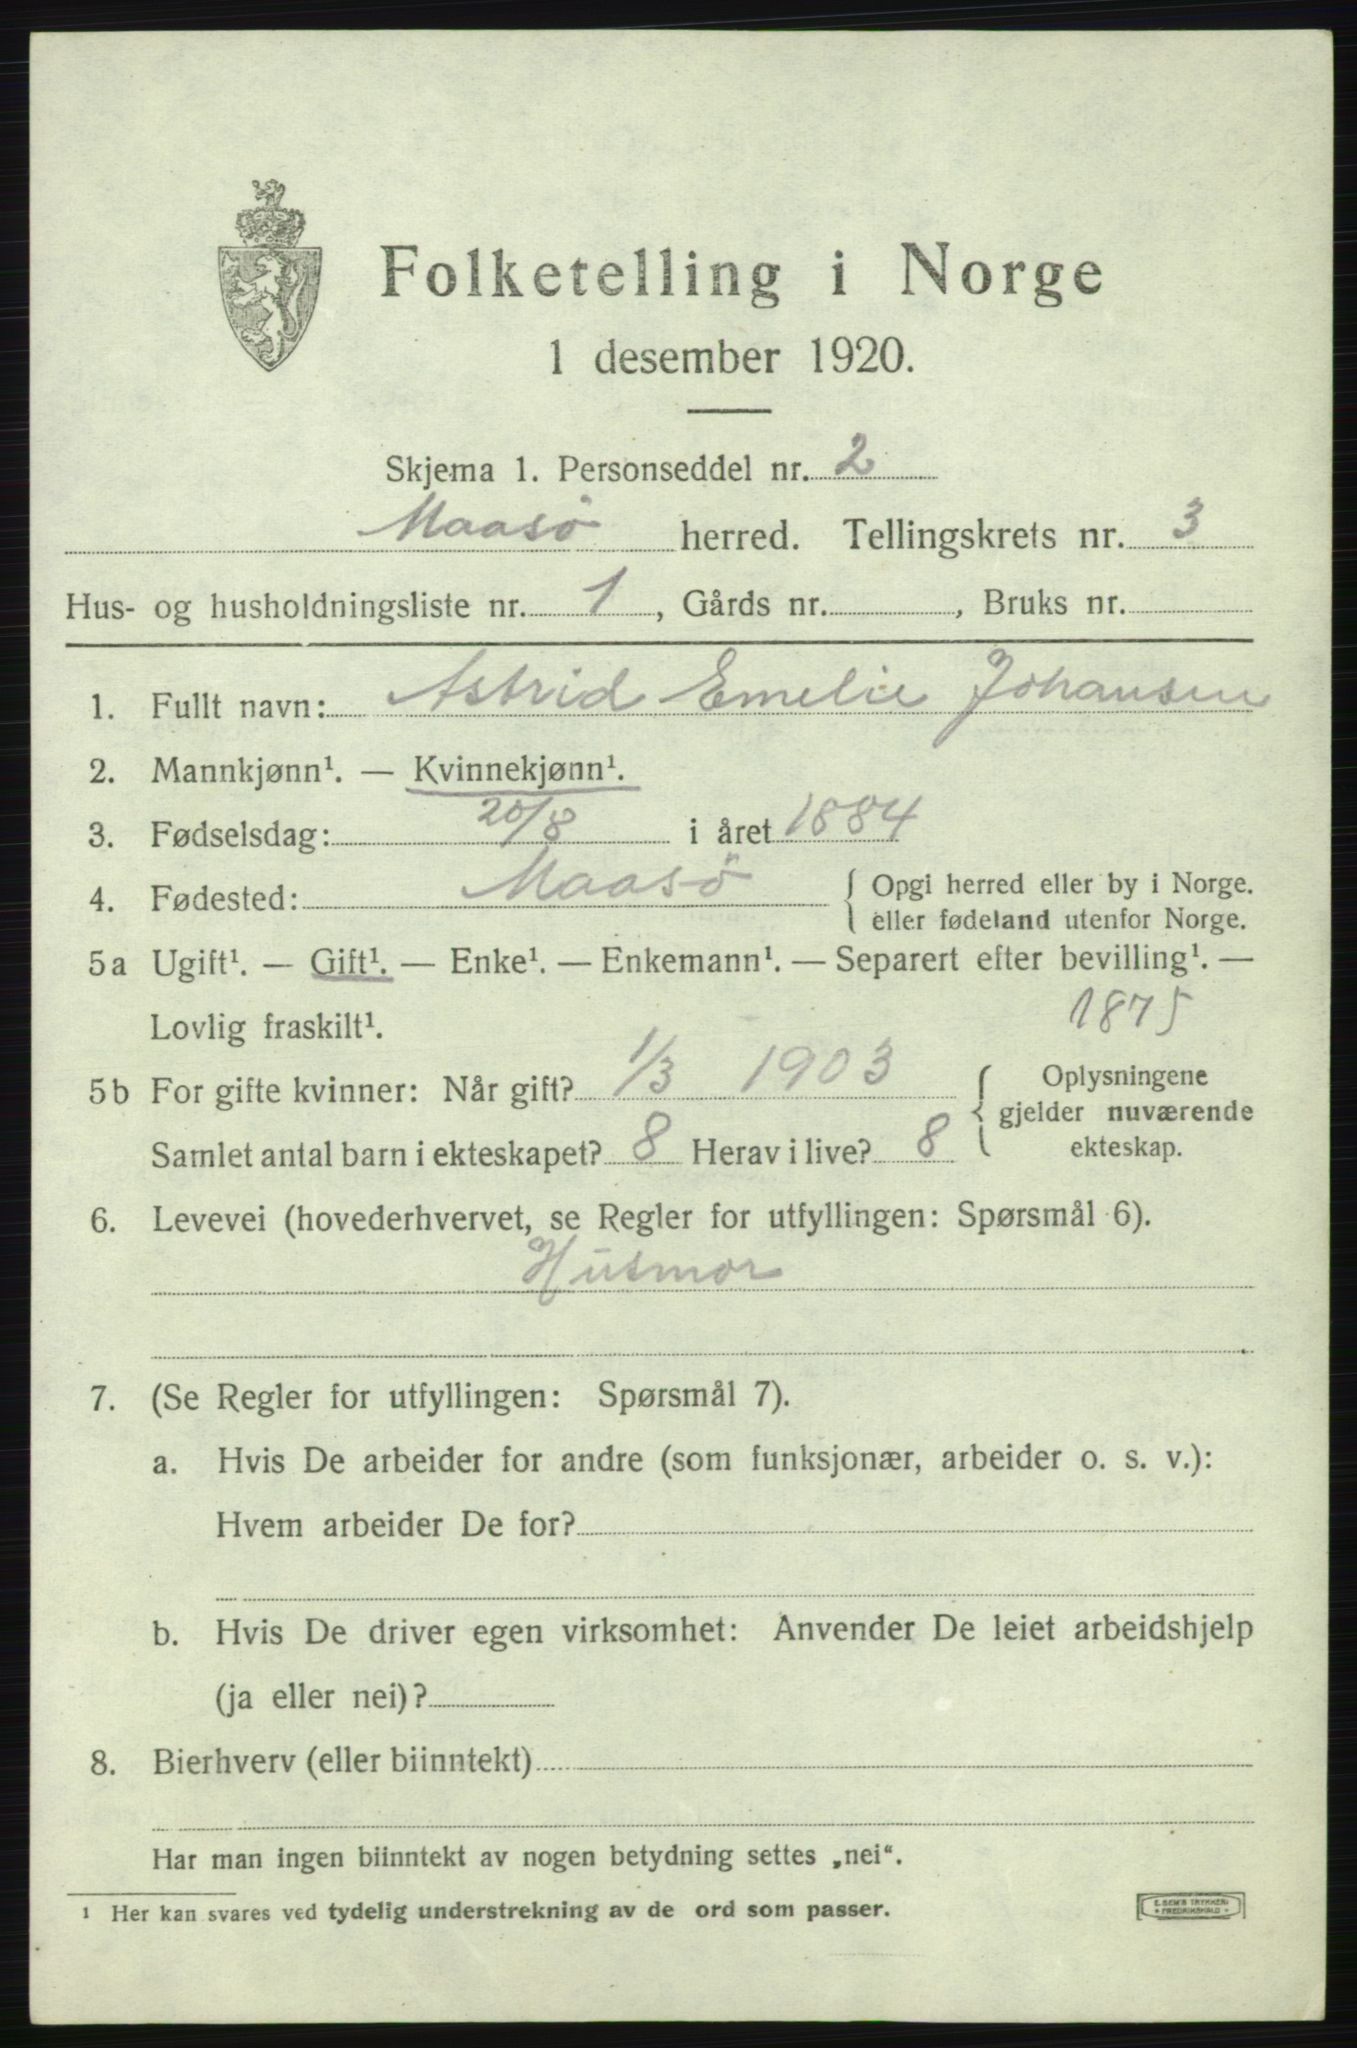 Folketelling i Norge
1 desember 1920.
Skjema 1. Personseddel nr. 2
Maasö herred. Tellingskrets nr. 3
Hus- og husholdningsliste nr. 1, Gårds nr. , Bruks nr.
1. Fullt navn: Astrid Emelie Johansen
2. Mannkjønn¹. — Kvinnekjønn¹.
3. Fødselsdag: 20/8 i året 1884
4. Fødested: Maasö { Opgi herred eller by i Norge.
eller fødeland utenfor Norge.
5a Ugift¹. — Gift¹. — Enke¹. — Enkemann¹. — Separert efter bevilling¹. —
Lovlig fraskilt¹. 1875
5b For gifte kvinner: Når gift? 1/3 1903 { Oplysningene
gjelder nuværende
Samlet antal barn i ekteskapet? 8 Herav i live? 8 ekteskap.
6. Levevei (hovederhvervet, se Regler for utfyllingen: Spørsmål 6).
Husmor
7. (Se Regler for utfyllingen: Spørsmål 7).
a. Hvis De arbeider for andre (som funksjonær, arbeider o. s. v.):
Hvem arbeider De for?
b. Hvis De driver egen virksomhet: Anvender De leiet arbeidshjelp
(ja eller nei)?
8. Bierhverv (eller biinntekt)
Har man ingen biinntekt av nogen betydning settes „nei“.
¹ Her kan svares ved tydelig understrekning av de ord som passer.
E. SEM'S TRYKKERI
FREDRIKSHALD